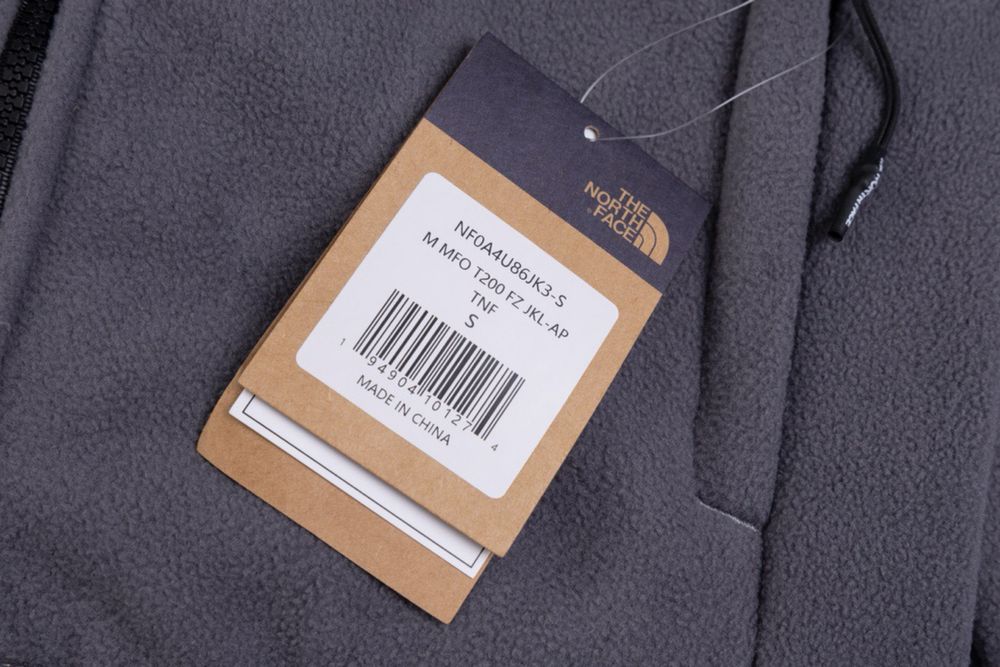 THE
NORTH
FACE
NF0A4U86JK3-S
M MFO T200 FZ JKL-AP
TNF
S
1 94904 10127 4
MADE IN CHINA